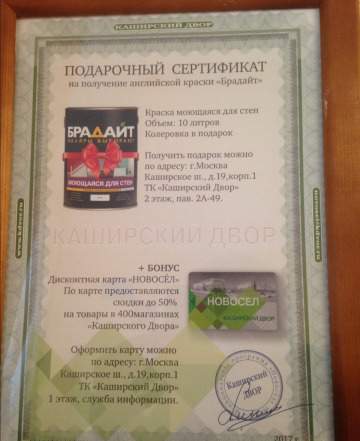 КАШИРСКИЙ ДВОР
ПОДАРОЧНЫЙ СЕРТИФИКАТ
на получение английской краски «Брадайт»
БРАДАЙТ
МОЮЩАЯСЯ ДЛЯ СТЕН
Краска моющаяся для стен
Объем: 10 литров
Колеровка в подарок
Получить подарок можно
по адресу: г.Москва
Каширское ш., д.19,корп.1
ТК «Каширский Двор»
2 этаж, пав. 2А-49.
КАШИРСКИЙ ДВОР
+ БОНУС
Дисконтная карта «НОВОСЁЛ»
По карте предоставляются
скидки до 50%
на товары в 400магазинах
«Каширского Двора»
НОВОСЕЛ
КАШИРСКИЙ ДВОР
Оформить карту можно
по адресу: г.Москва
Каширское ш., д.19,корп.1
ТК «Каширский Двор»
1 этаж, служба информации.
Каширский
ДВОР
2017 г.